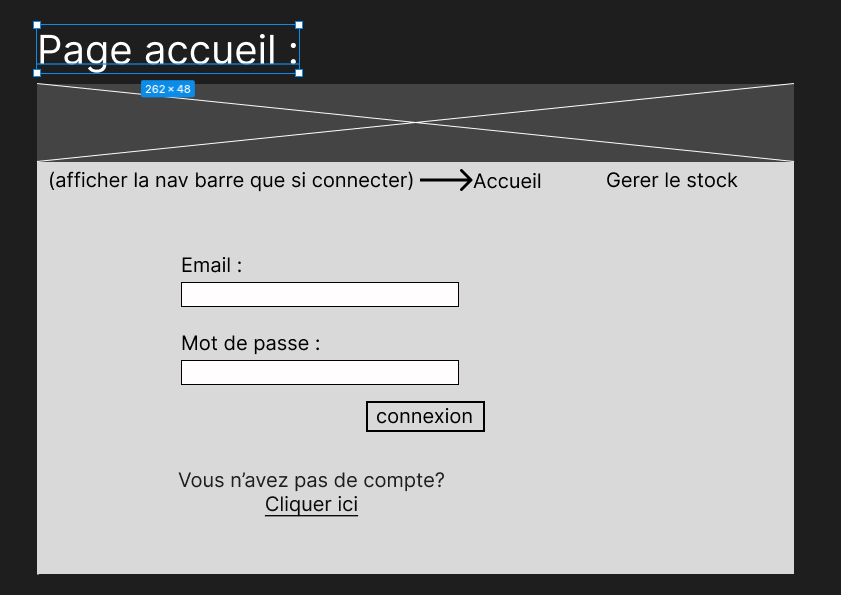 Page accueil :
262 × 48
(afficher la nav barre que si connecter) Accueil Gerer le stock
Email :
Mot de passe :
connexion
Vous n’avez pas de compte?
Cliquer ici